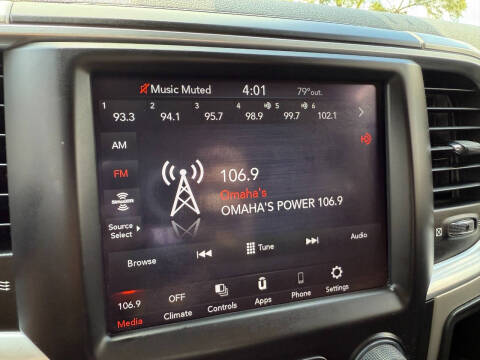 Music Muted 4:01 79°out.
1 2 3 4 5 6
93.3 94.1 95.7 98.9 99.7 102.1
AM
FM
106.9
Omaha's
OMAHA'S POWER 106.9
SiriusXM
Source Select
Browse Tune Audio
106.9 OFF
Media Climate Controls Apps Phone Settings